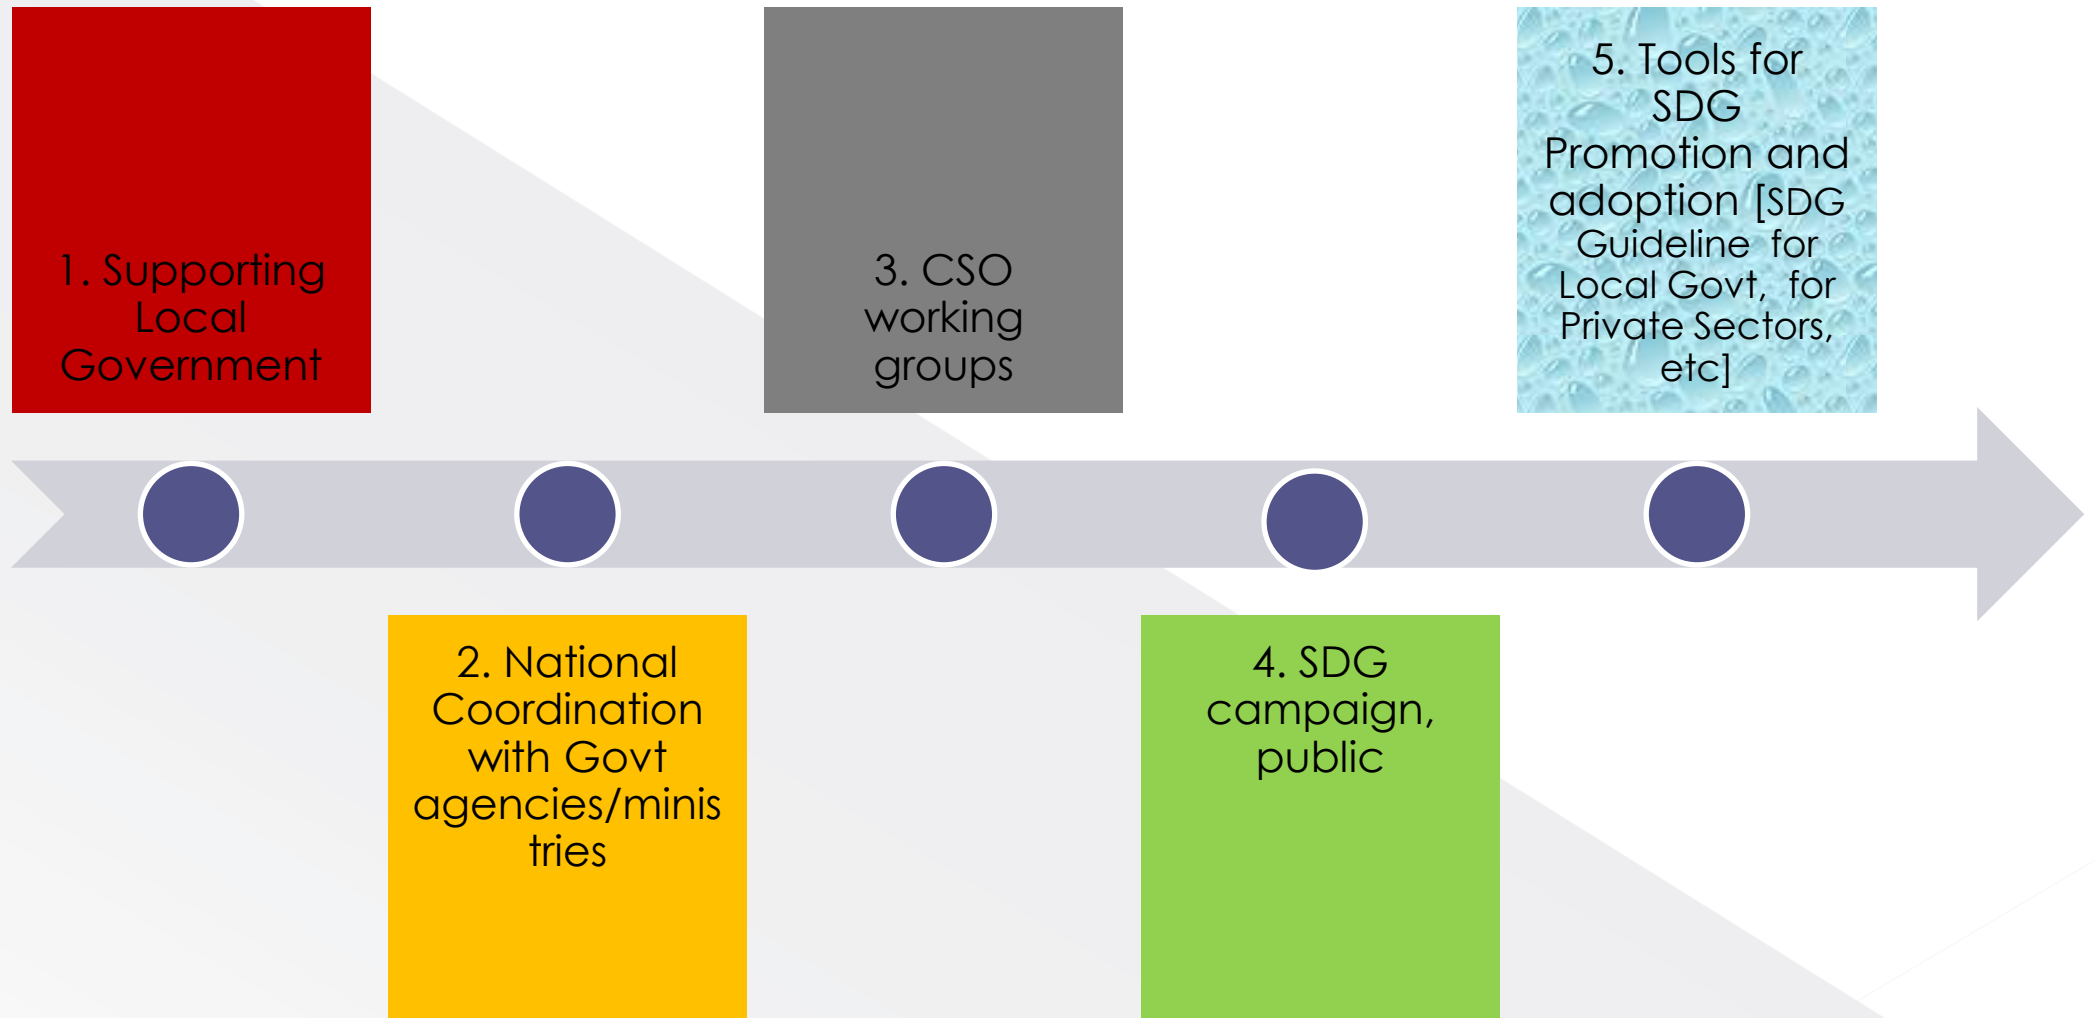 1. Supporting
Local
Government
2. National
Coordination
with Govt
agencies/minis
tries
3. CSO
working
groups
4. SDG
campaign,
public
5. Tools for
SDG
Promotion and
adoption [SDG
Guideline for
Local Govt, for
Private Sectors,
etc]